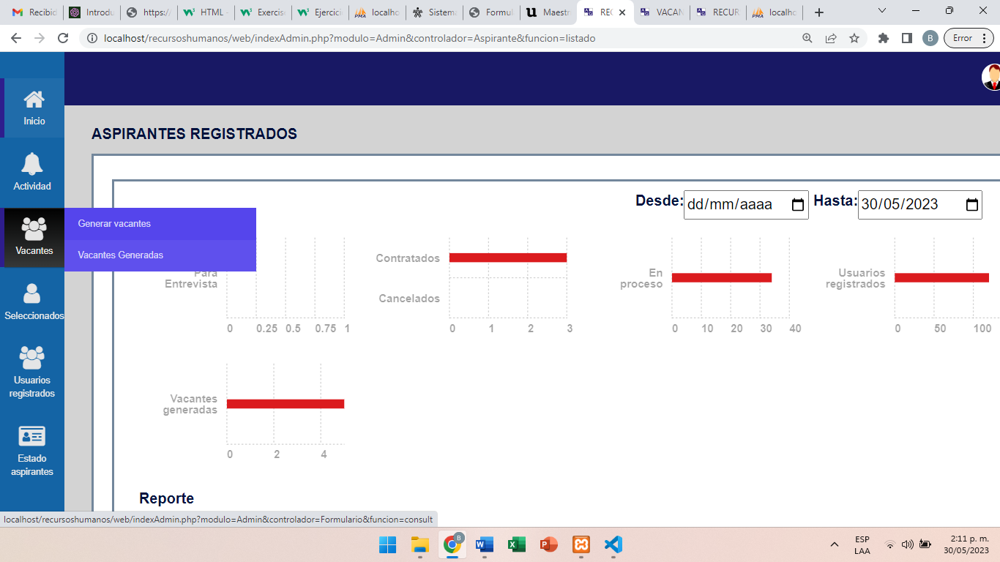 Recibid
Introdu
https:/
HTML
Exercis
Ejercici
localho
Sistema
Formul
Maestr
REC
VACAN
RECUR
localho
localhost/recursoshumanos/web/indexAdmin.php?modulo=Admin&controlador=Aspirante&funcion=listado
B
Error
Inicio
Actividad
Vacantes
Generar vacantes
Vacantes Generadas
Seleccionados
Usuarios
registrados
Estado
aspirantes
ASPIRANTES REGISTRADOS
Desde: dd/mm/aaaa Hasta: 30/05/2023
Para
Entrevista
0 0.25 0.5 0.75 1
Contratados
Cancelados
0 1 2 3
En
proceso
0 10 20 30 40
Usuarios
registrados
0 50 100
Vacantes
generadas
0 2 4
Reporte
localhost/recursoshumanos/web/indexAdmin.php?modulo=Admin&controlador=Formulario&funcion=consult
B
ESP
LAA
2:11 p. m.
30/05/2023